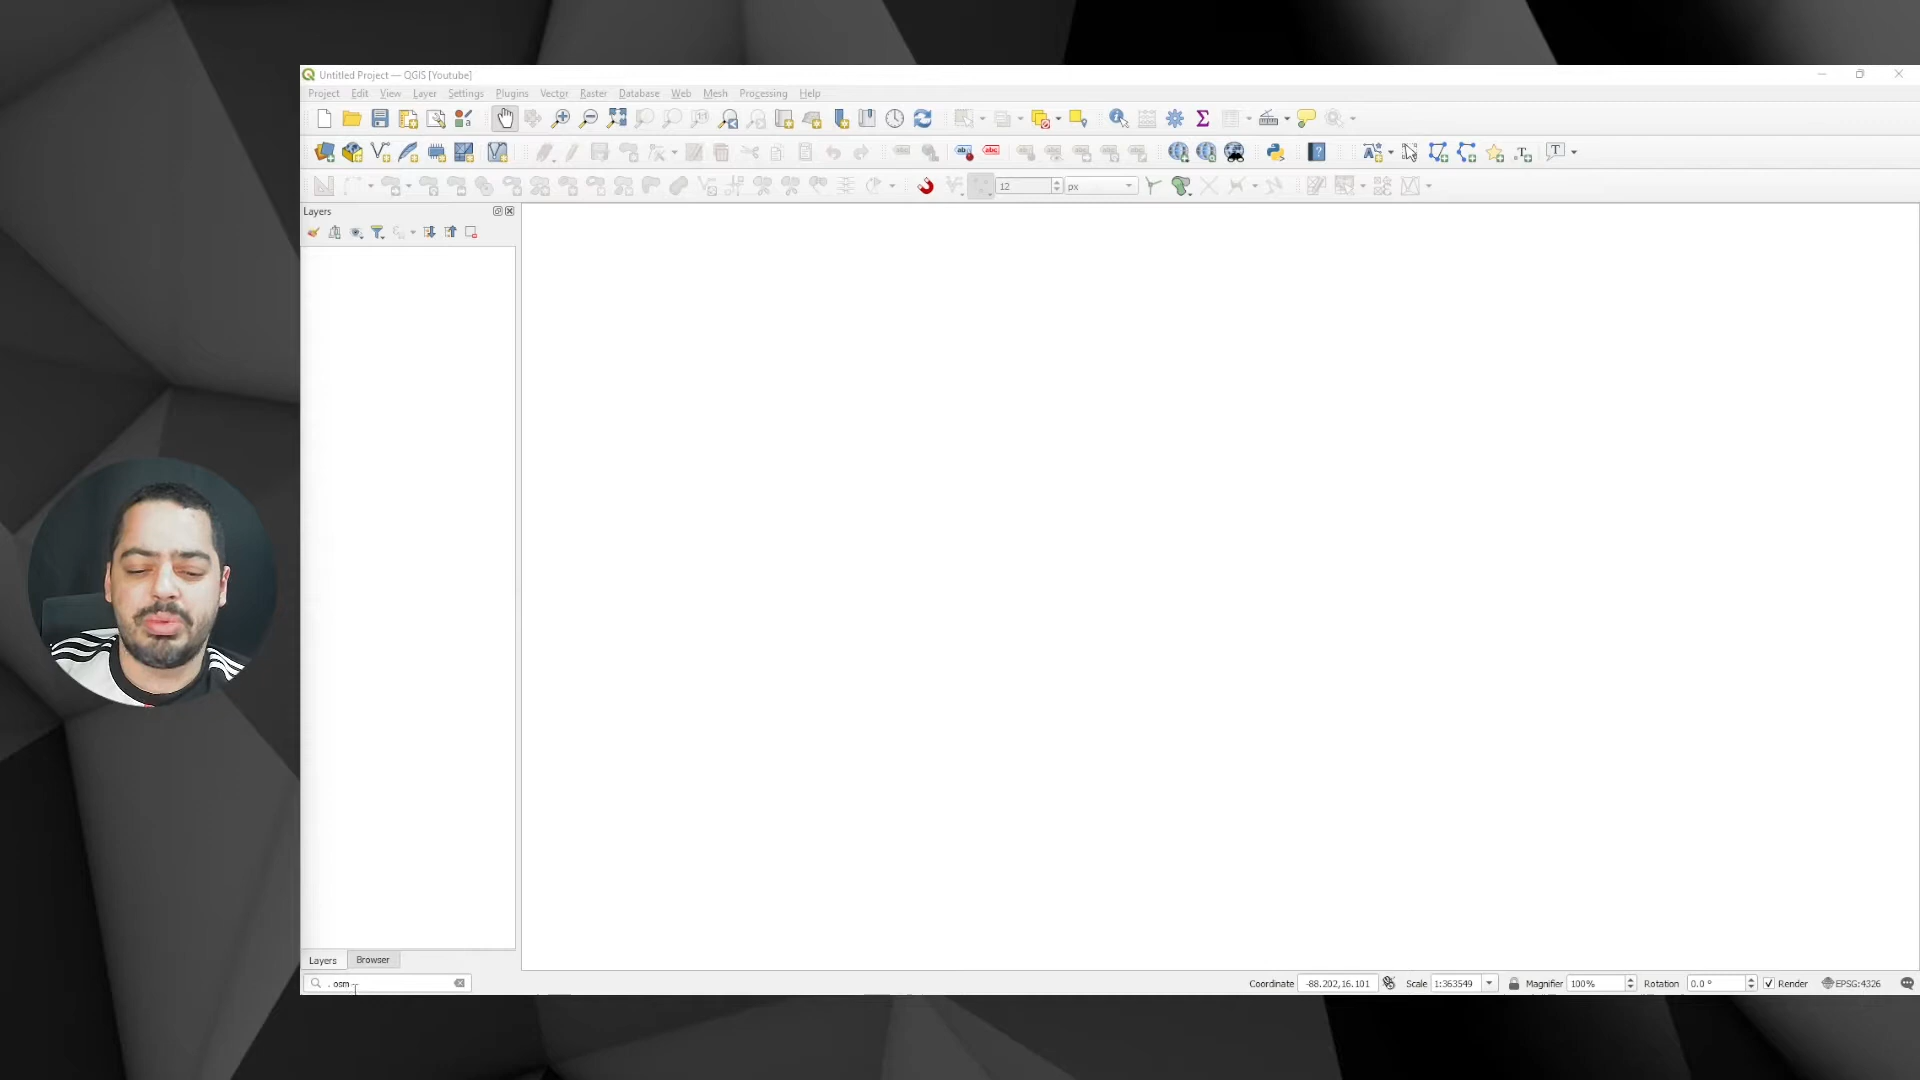 Untitled Project — QGIS [Youtube]
Project Edit View Layer Settings Plugins Vector Raster Database Web Mesh Processing Help
12 px
Layers
Layers Browser
. osm
Coordinate -88.202,16.101 Scale 1:363549 Magnifier 100% Rotation 0.0 ° Render EPSG:4326